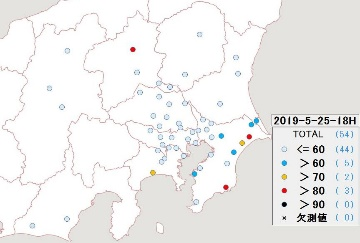 2019-5-25-18H
TOTAL (54)
<= 60 (44)
> 60 ( 5)
> 70 ( 2)
> 80 ( 3)
> 90 ( 0)
× 欠測値 ( 0)